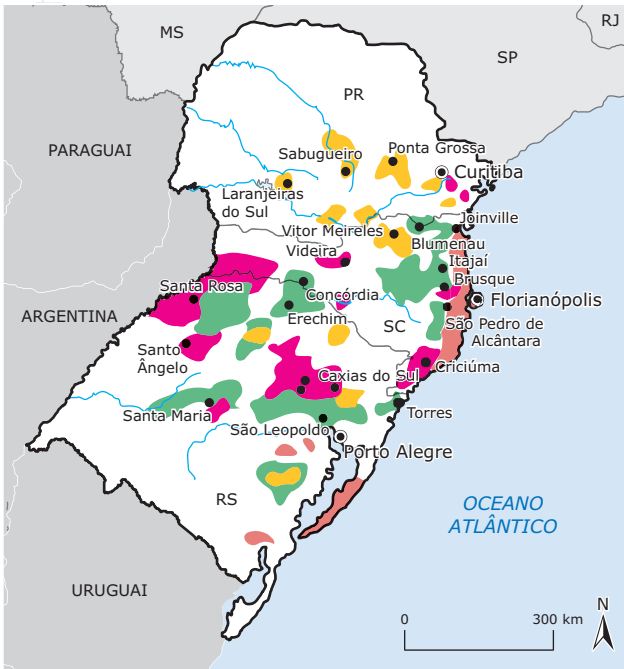 MS
RJ
SP
PR
PARAGUAI
Ponta Grossa
Sabugueiro
Curitiba
Laranjeiras
do Sul
Joinville
Vitor Meireles
Blumenau
Videira
Itajaí
Brusque
Santa Rosa
Concórdia
Florianópolis
ARGENTINA
Erechim
SC
São Pedro de
Alcântara
Santo
Ângelo
Criciúma
Caxias do Sul
Santa Maria
Torres
São Leopoldo
Porto Alegre
RS
OCEANO
ATLÂNTICO
URUGUAI
0 300 km
N